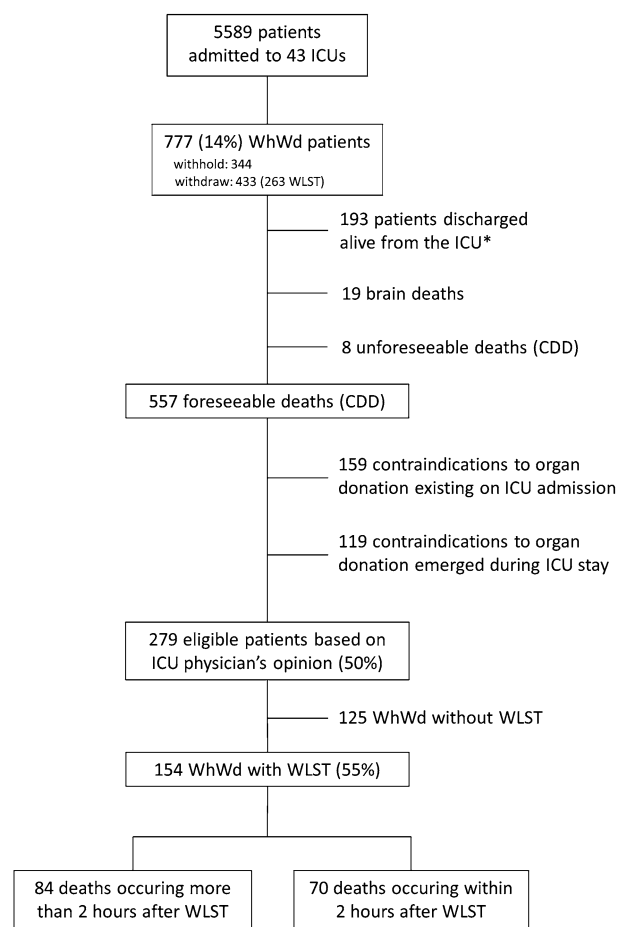 5589 patients
admitted to 43 ICUs
777 (14%) WhWd patients
withhold: 344
withdraw: 433 (263 WLST)
193 patients discharged
alive from the ICU*
19 brain deaths
8 unforeseeable deaths (CDD)
557 foreseeable deaths (CDD)
159 contraindications to organ
donation existing on ICU admission
119 contraindications to organ
donation emerged during ICU stay
279 eligible patients based on
ICU physician's opinion (50%)
125 WhWd without WLST
154 WhWd with WLST (55%)
84 deaths occuring more
than 2 hours after WLST
70 deaths occuring within
2 hours after WLST